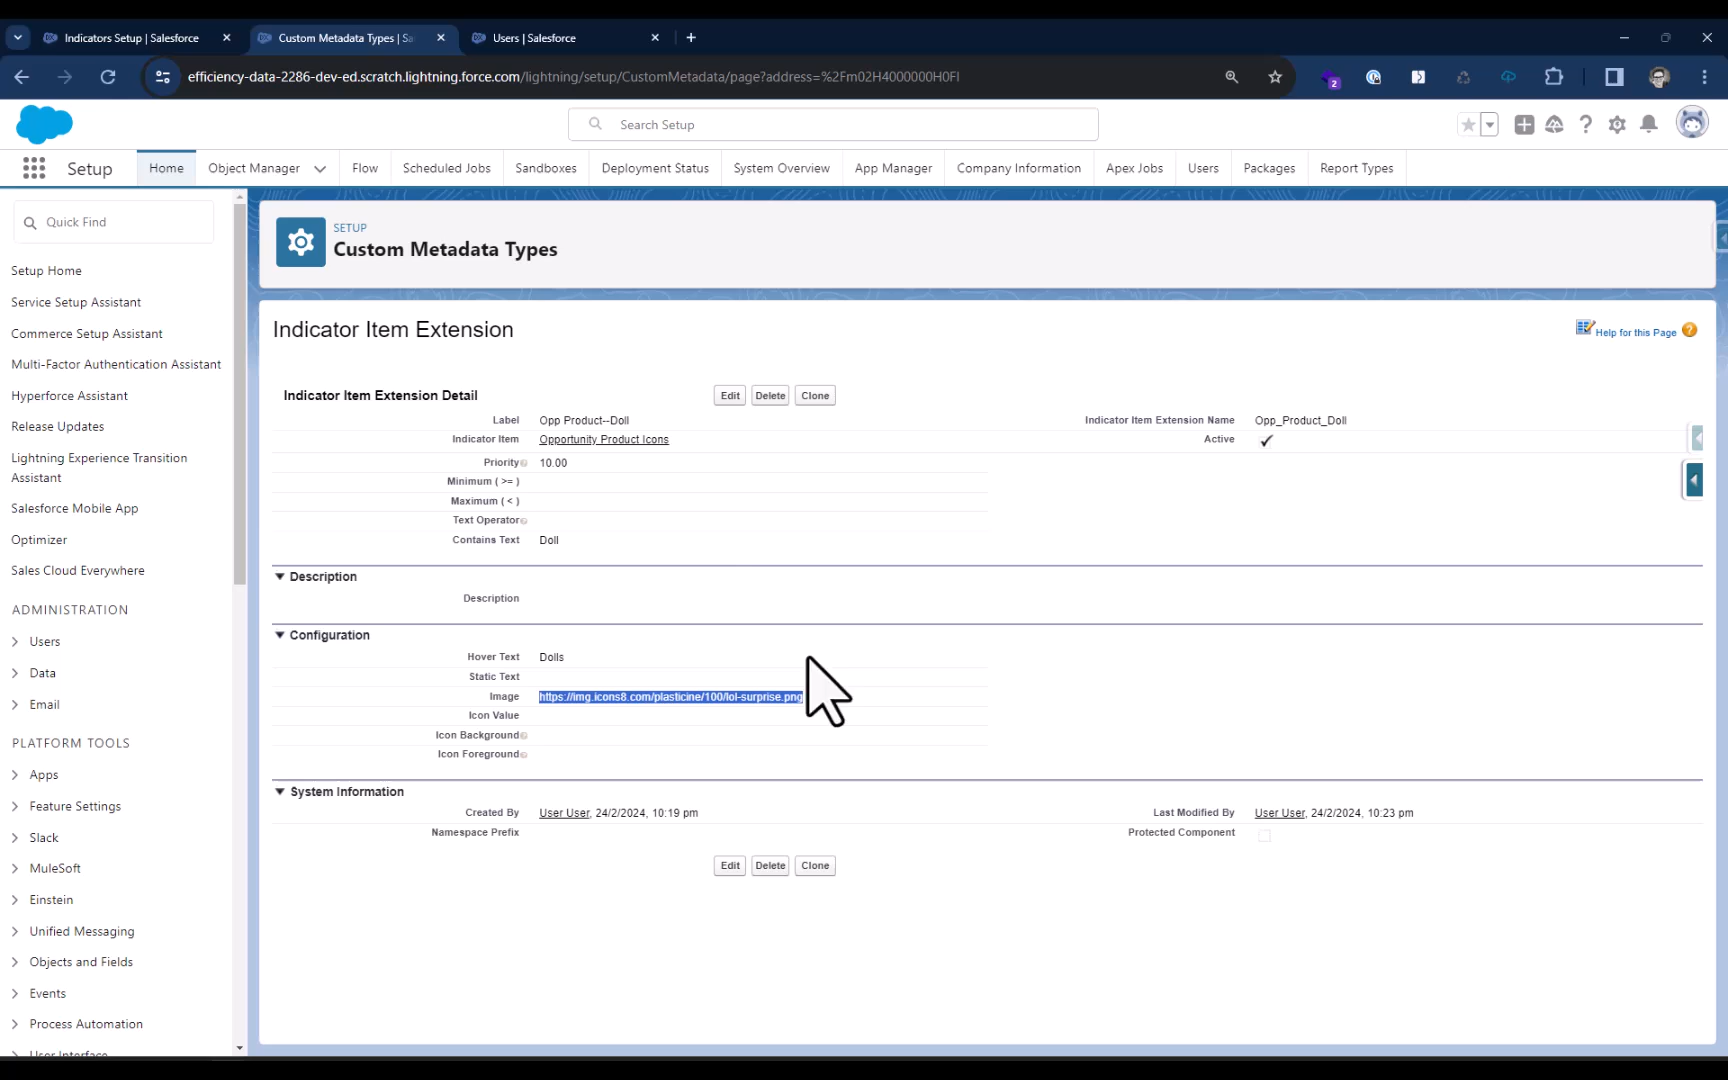 Indicators Setup | Salesforce
Custom Metadata Types | Sa
Users | Salesforce
efficiency-data-2286-dev-ed.scratch.lightning.force.com/lightning/setup/CustomMetadata/page?address=%2Fm02H4000000H0FI
2
Search Setup
Setup
Home
Object Manager
Flow
Scheduled Jobs
Sandboxes
Deployment Status
System Overview
App Manager
Company Information
Apex Jobs
Users
Packages
Report Types
Quick Find
Setup Home
Service Setup Assistant
Commerce Setup Assistant
Multi-Factor Authentication Assistant
Hyperforce Assistant
Release Updates
Lightning Experience Transition
Assistant
Salesforce Mobile App
Optimizer
Sales Cloud Everywhere
ADMINISTRATION
Users
Data
Email
PLATFORM TOOLS
Apps
Feature Settings
Slack
MuleSoft
Einstein
Unified Messaging
Objects and Fields
Events
Process Automation
User Interface
SETUP
Custom Metadata Types
Indicator Item Extension
Help for this Page ?
Indicator Item Extension Detail
Edit Delete Clone
Label Opp Product--Doll
Indicator Item Extension Name Opp_Product_Doll
Indicator Item Opportunity Product Icons
Active
Priority 10.00
Minimum ( >= )
Maximum ( < )
Text Operator
Contains Text Doll
Description
Description
Configuration
Hover Text Dolls
Static Text
Image https://img.icons8.com/plasticine/100/lol-surprise.png
Icon Value
Icon Background
Icon Foreground
System Information
Created By User User, 24/2/2024, 10:19 pm
Last Modified By User User, 24/2/2024, 10:23 pm
Namespace Prefix
Protected Component
Edit Delete Clone